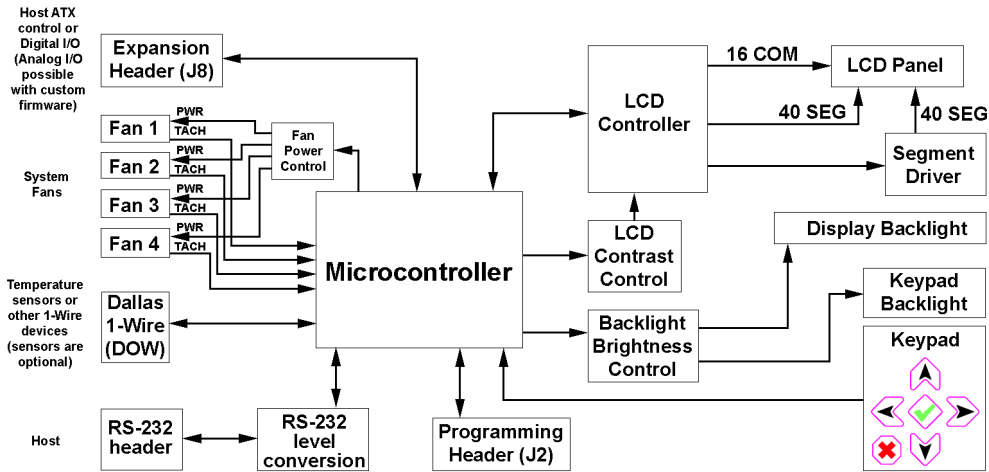 Host ATX
control or
Digital I/O
(Analog I/O
possible
with custom
firmware)
Expansion
Header (J8)
Fan 1
PWR
TACH
Fan 2
PWR
TACH
Fan 3
PWR
TACH
Fan 4
PWR
TACH
System
Fans
Fan
Power
Control
Temperature
sensors or
other 1-Wire
devices
(sensors are
optional)
Dallas
1-Wire
(DOW)
Host
RS-232
header
RS-232
level
conversion
Microcontroller
Programming
Header (J2)
LCD
Controller
16 COM
LCD Panel
40 SEG
40 SEG
Segment
Driver
LCD
Contrast
Control
Display Backlight
Backlight
Brightness
Control
Keypad
Backlight
Keypad